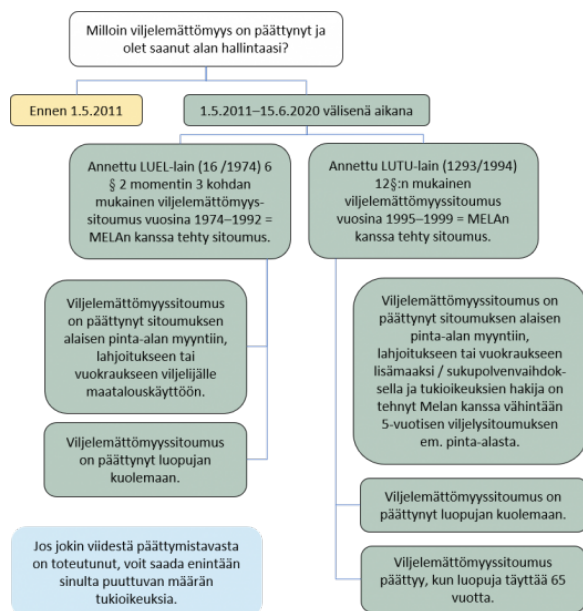 Milloin viljelemättömyys on päättynyt ja
olet saanut alan hallintaasi?
Ennen 1.5.2011
1.5.2011–15.6.2020 välisenä aikana
Annettu LUEL-lain (16 /1974) 6
§ 2 momentin 3 kohdan
mukainen viljelemättömyys-
sitoumus vuosina 1974–1992 =
MELAn kanssa tehty sitoumus.
Viljelemättömyyssitoumus
on päättynyt sitoumuksen
alaisen pinta-alan myyntiin,
lahjoitukseen tai
vuokraukseen viljelijälle
maatalouskäyttöön.
Viljelemättömyyssitoumus
on päättynyt luopujan
kuolemaan.
Annettu LUTU-lain (1293/1994)
12§:n mukainen
viljelemättömyyssitoumus
vuosina 1995–1999 = MELAn
kanssa tehty sitoumus.
Viljelemättömyyssitoumus on
päättynyt sitoumuksen alaisen
pinta-alan myyntiin,
lahjoitukseen tai vuokraukseen
lisämaaksi / sukupolvenvaihdok-
sella ja tukioikeuksien hakija on
tehnyt Melan kanssa vähintään
5-vuotisen viljelysitoumuksen
em. pinta-alasta.
Viljelemättömyyssitoumus on
päättynyt luopujan kuolemaan.
Viljelemättömyyssitoumus
päättyy, kun luopuja täyttää 65
vuotta.
Jos jokin viidestä päättymistavasta
on toteutunut, voit saada enintään
sinulta puuttuvan määrän
tukioikeuksia.